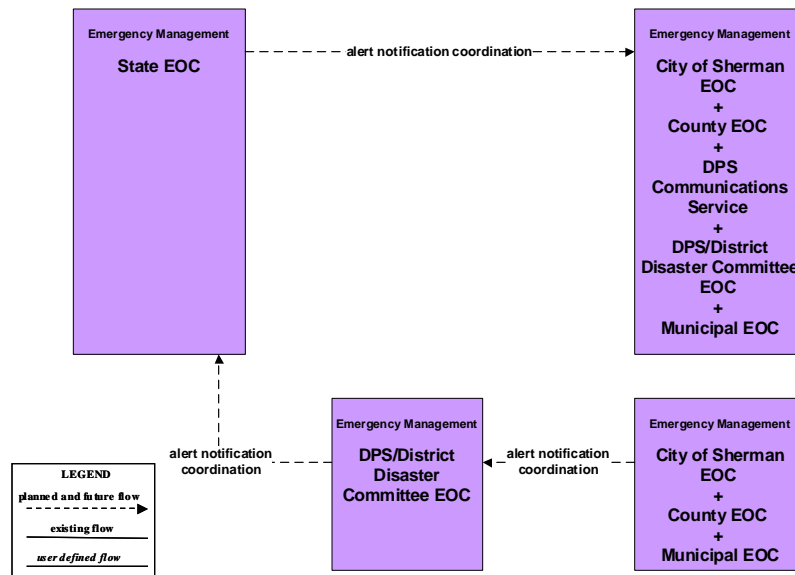 Emergency Management
State EOC
alert notification coordination
Emergency Management
City of Sherman
EOC
+
County EOC
+
DPS
Communications
Service
+
DPS/District
Disaster Committee
EOC
+
Municipal EOC
alert notification
coordination
Emergency Management
DPS/District
Disaster
Committee EOC
alert notification
coordination
Emergency Management
City of Sherman
EOC
+
County EOC
+
Municipal EOC
LEGEND
planned and future flow
existing flow
user defined flow